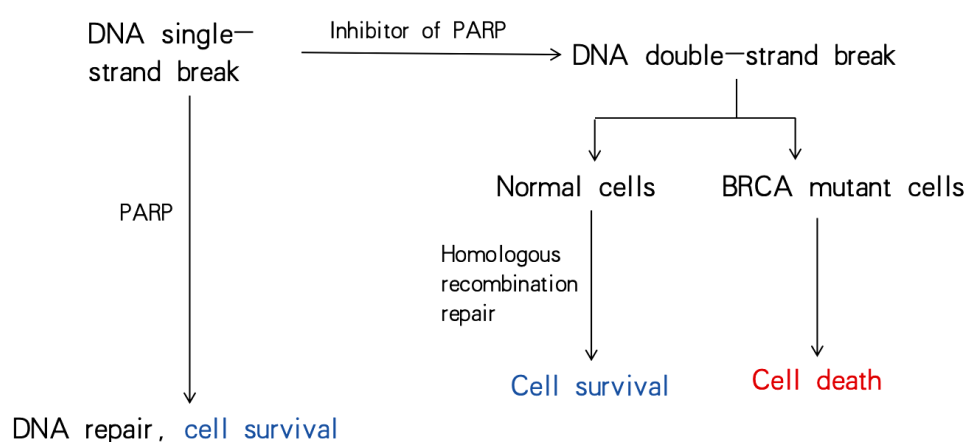 DNA single-
strand break
Inhibitor of PARP
DNA double-strand break
Normal cells
BRCA mutant cells
PARP
Homologous
recombination
repair
Cell survival
Cell death
DNA repair, cell survival